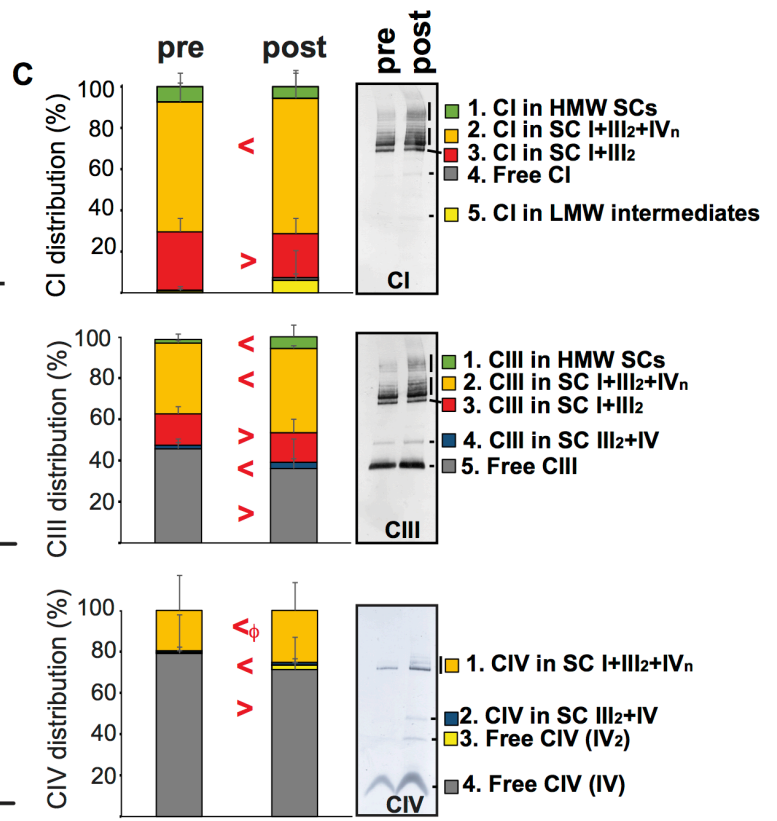 C
pre post
pre post
CI distribution (%)
100
80
60
40
20
<
>
CI
1. CI in HMW SCs
2. CI in SC I+III₂+IVₙ
3. CI in SC I+III₂
4. Free CI
5. CI in LMW intermediates
CIII distribution (%)
100
80
60
40
20
<
<
>
<
>
CIII
1. CIII in HMW SCs
2. CIII in SC I+III₂+IVₙ
3. CIII in SC I+III₂
4. CIII in SC III₂+IV
5. Free CIII
CIV distribution (%)
100
80
60
40
20
<ϕ
<
>
CIV
1. CIV in SC I+III₂+IVₙ
2. CIV in SC III₂+IV
3. Free CIV (IV₂)
4. Free CIV (IV)